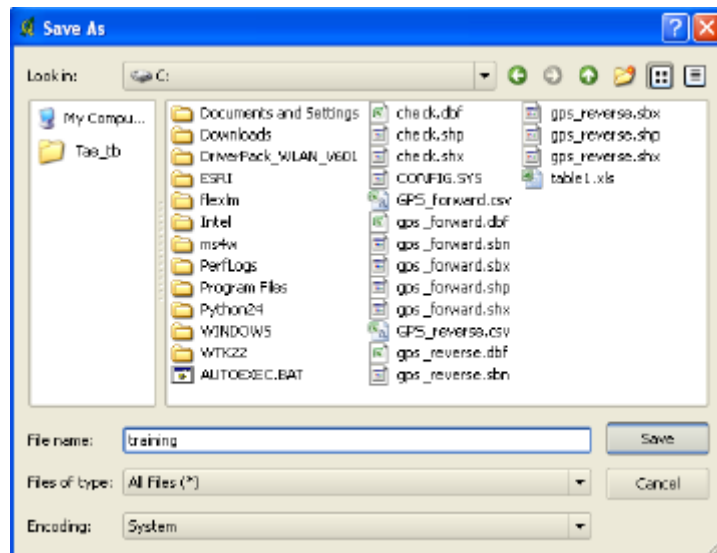 Save As
Look in: C:
My Compu...
Tae_tb
Documents and Settings
Downloads
DriverPack_WLAN_V601
ESRI
flexlm
Intel
ms4w
PerfLogs
Program Files
Python24
WINDOWS
WTK22
AUTOEXEC.BAT
check.dbf
check.shp
check.shx
CONFIG.SYS
GPS_forward.csv
gps_forward.dbf
gps_forward.sbn
gps_forward.sbx
gps_forward.shp
gps_forward.shx
GPS_reverse.csv
gps_reverse.dbf
gps_reverse.sbn
gps_reverse.sbx
gps_reverse.shp
gps_reverse.shx
table1.xls
File name: training Save
Files of type: All Files (*) Cancel
Encoding: System